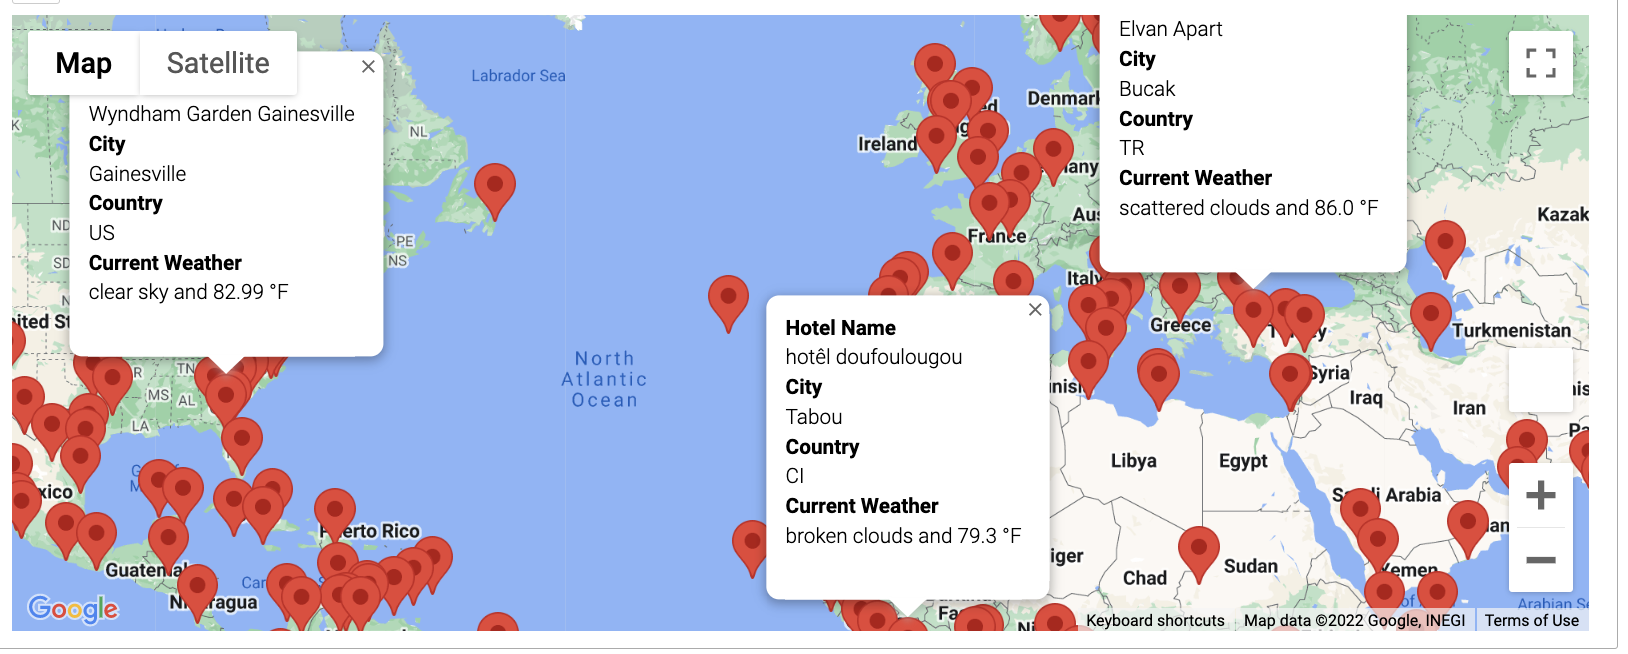 Map
Satellite
Wyndham Garden Gainesville
City
Gainesville
Country
US
Current Weather
clear sky and 82.99 °F
Elvan Apart
City
Bucak
Country
TR
Current Weather
scattered clouds and 86.0 °F
Hotel Name
hotêl doufoulougou
City
Tabou
Country
CI
Current Weather
broken clouds and 79.3 °F
Labrador Sea
NL
PE
NS
ND
SD
TN
MS
AL
LA
North
Atlantic
Ocean
Ireland
Denmark
France
Italy
Greece
Kazak
Turkmenistan
Syria
Iraq
Iran
Libya
Egypt
Saudi Arabia
Yemen
Chad
Sudan
Puerto Rico
Guatemal
Nicaragua
Google
Arabian Se
Keyboard shortcuts
Map data ©2022 Google, INEGI
Terms of Use